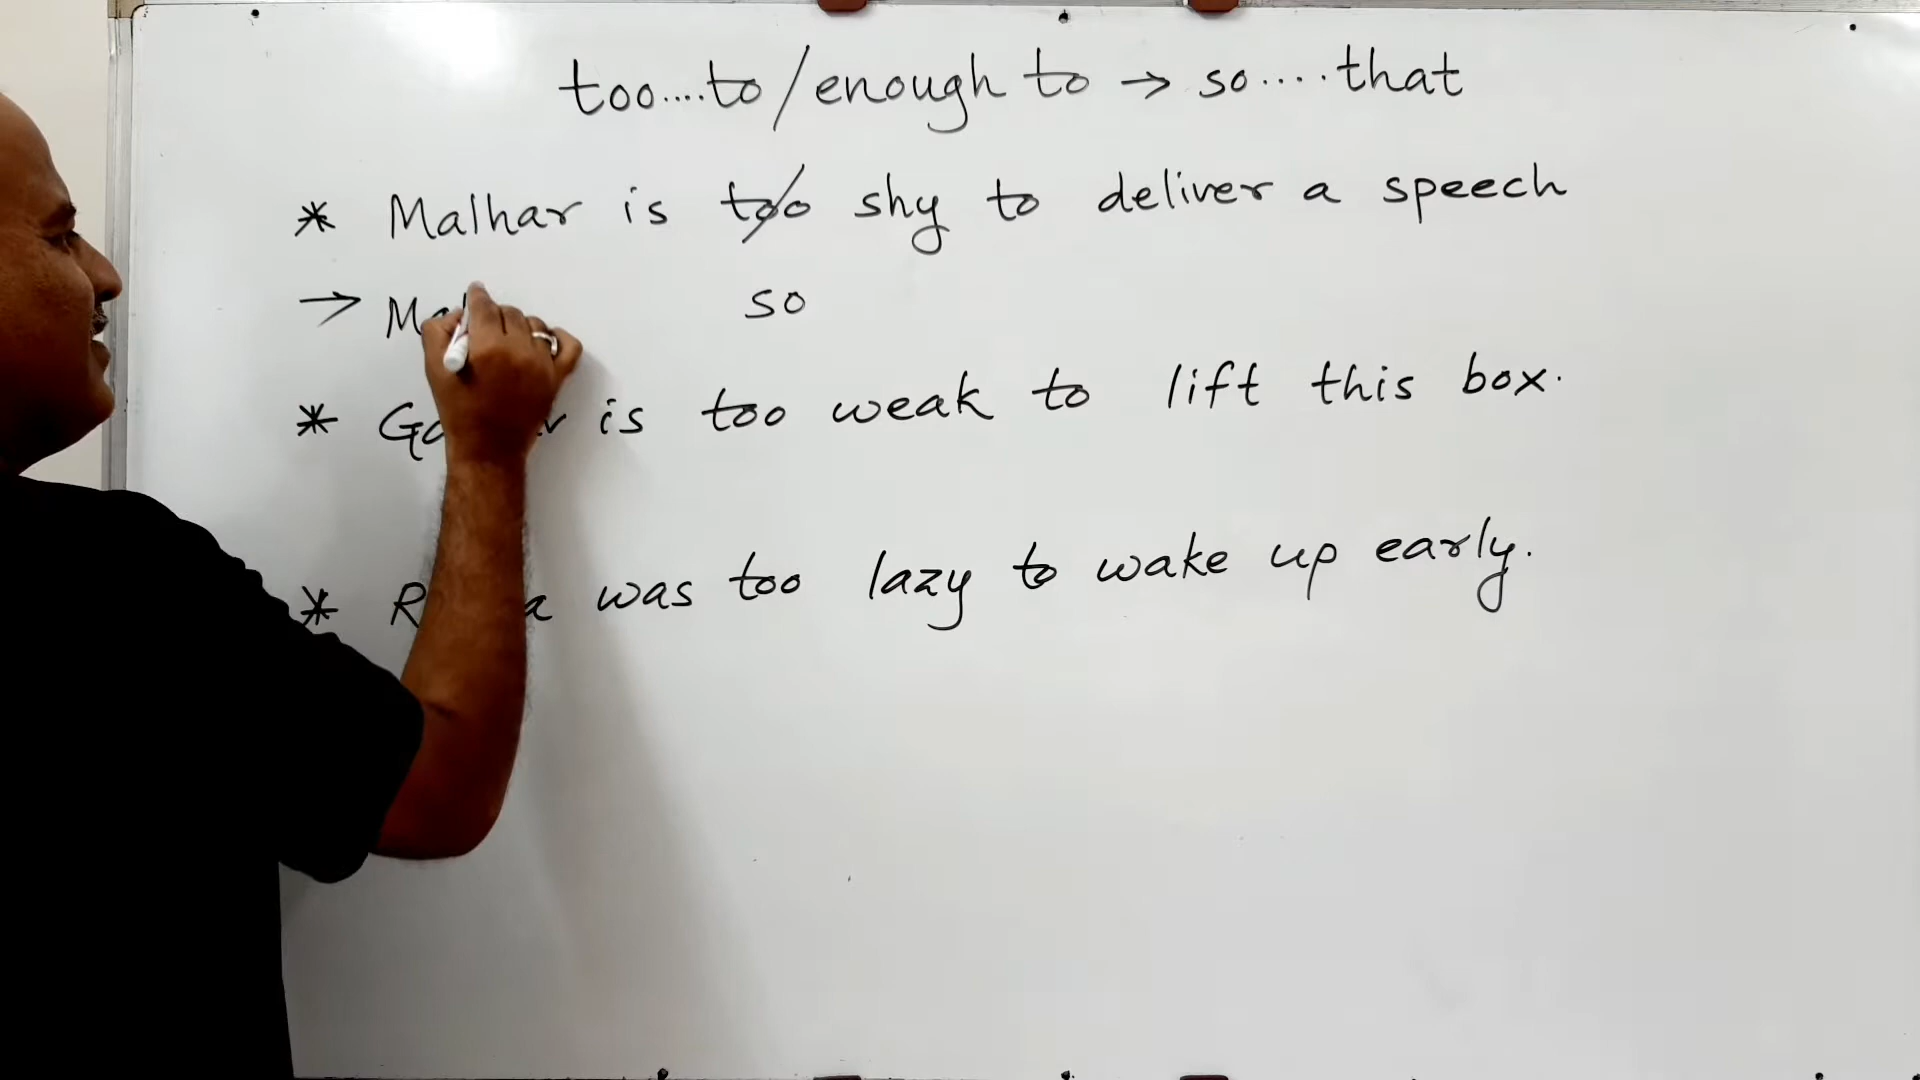 too....to/enough to → so....that
* Malhar is too shy to deliver a speech
→ so
* is too weak to lift this box.
* was too lazy to wake up early.